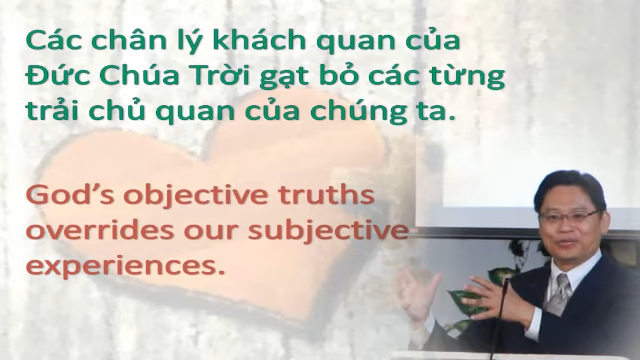 Các chân lý khách quan của
Đức Chúa Trời gạt bỏ các từng
trải chủ quan của chúng ta.
God's objective truths
overrides our subjective
experiences.